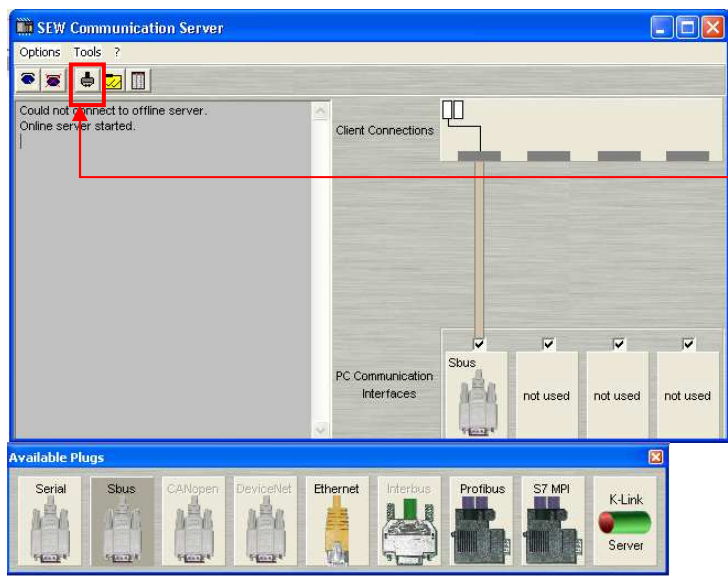 SEW Communication Server
Options Tools ?
Could not connect to offline server.
Online server started.
Client Connections
PC Communication
Interfaces
Sbus
not used
not used
not used
Available Plugs
Serial
Sbus
CANopen
DeviceNet
Ethernet
Interbus
Profibus
S7 MPI
K-Link
Server